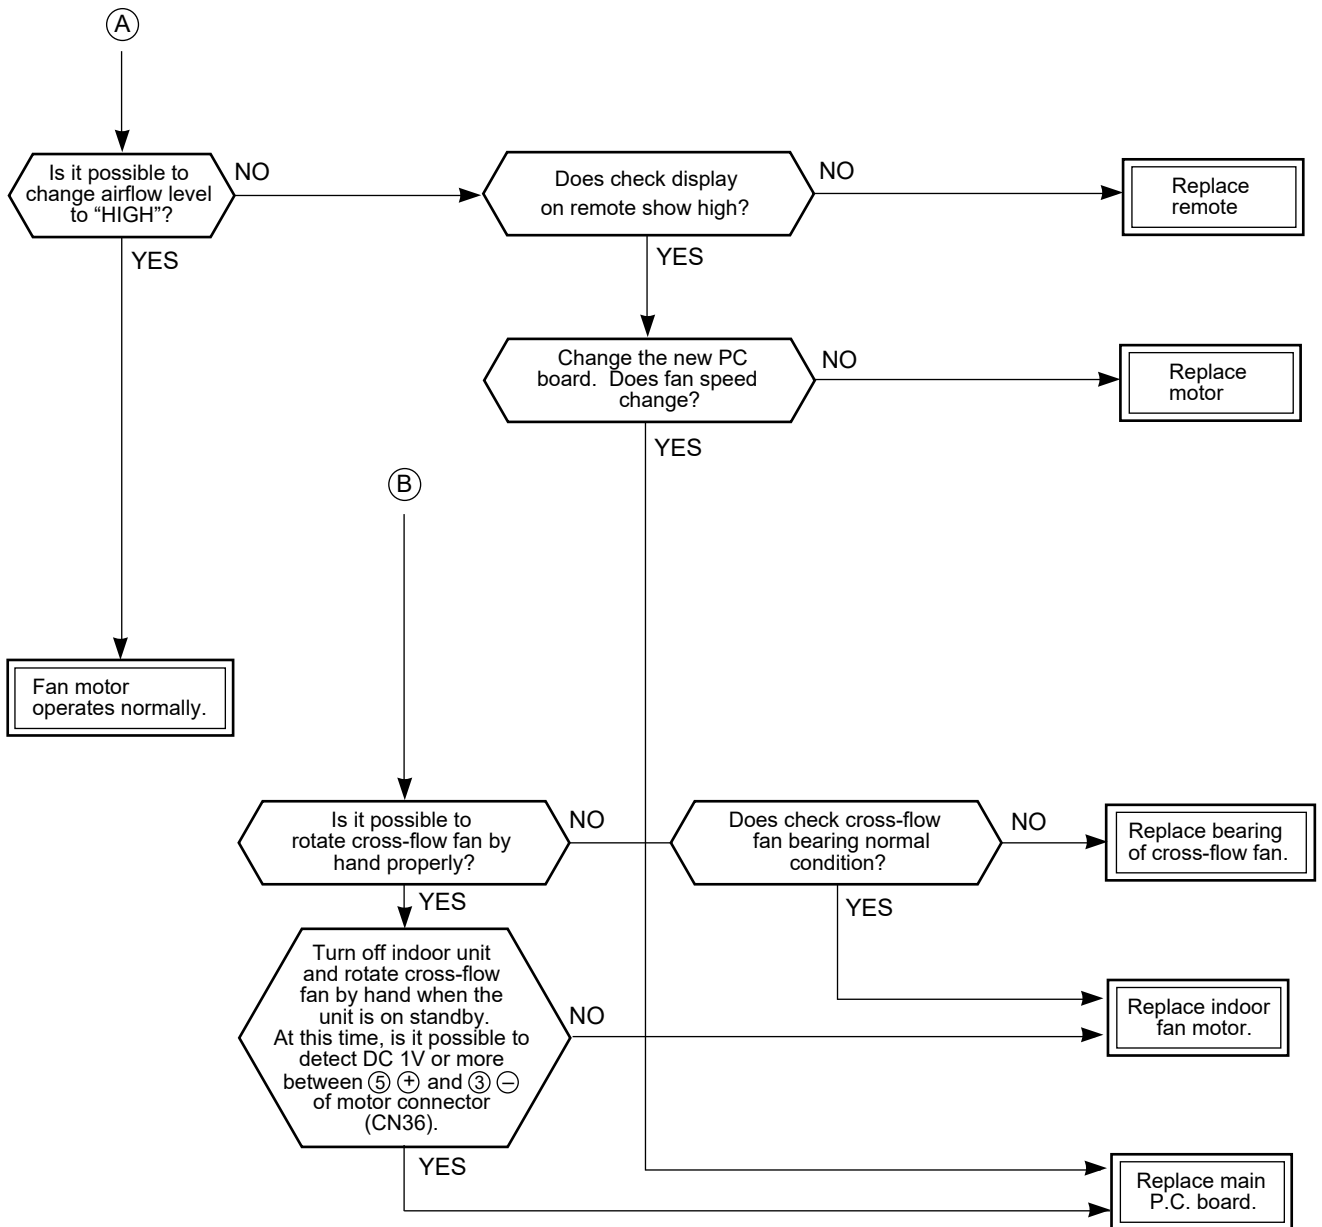 A
Is it possible to
change airflow level
to “HIGH”?
NO
Does check display
on remote show high?
NO
Replace
remote
YES
YES
Change the new PC
board. Does fan speed
change?
NO
Replace
motor
YES
B
Fan motor
operates normally.
Is it possible to
rotate cross-flow fan by
hand properly?
NO
Does check cross-flow
fan bearing normal
condition?
NO
Replace bearing
of cross-flow fan.
YES
YES
Turn off indoor unit
and rotate cross-flow
fan by hand when the
unit is on standby.
At this time, is it possible to
detect DC 1V or more
between ⑤ ⊕ and ③ ⊖
of motor connector
(CN36).
NO
Replace indoor
fan motor.
YES
Replace main
P.C. board.